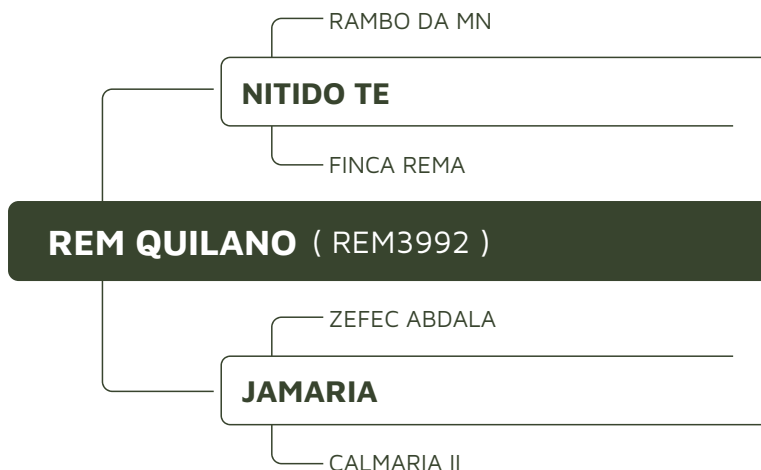 RAMBO DA MN
NITIDO TE
FINCA REMA
REM QUILANO ( REM3992 )
ZEFEC ABDALA
JAMARIA
CALMARIA II